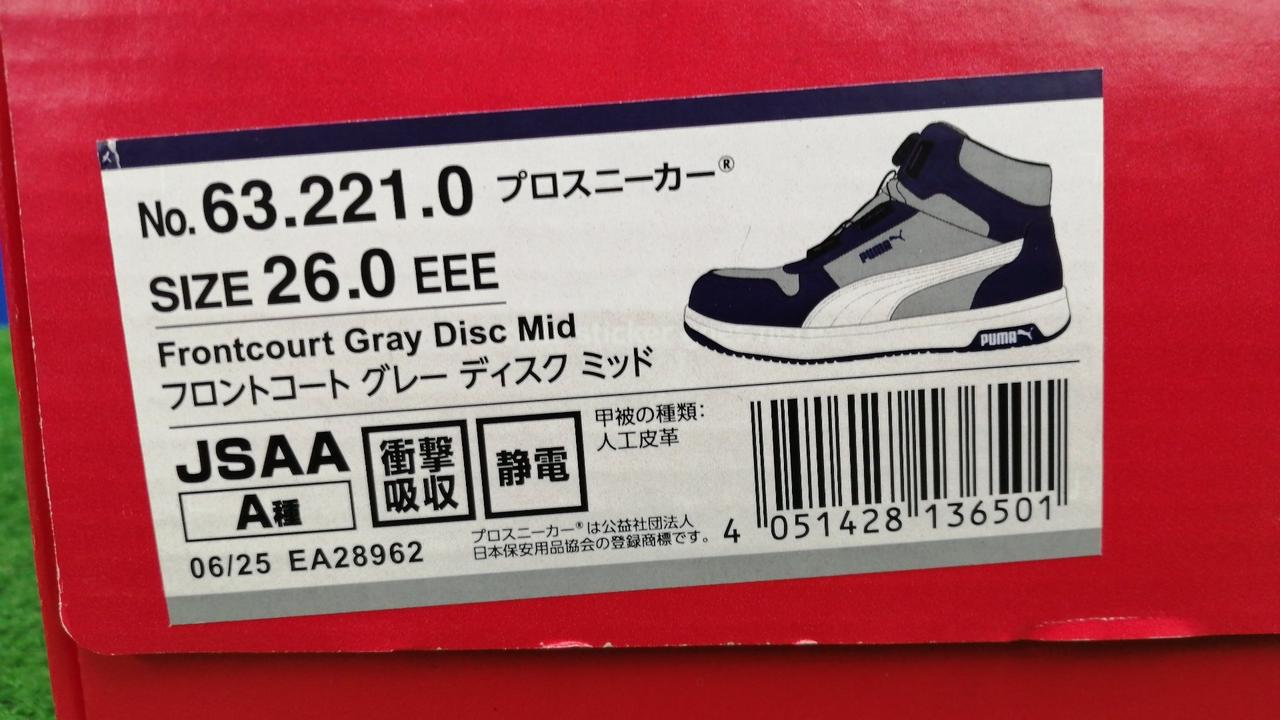 No. 63.221.0 プロスニーカー®
SIZE 26.0 EEE
Frontcourt Gray Disc Mid
フロントコート グレー ディスク ミッド
PUMA
PUMA
JSAA
A種
衝撃
吸収
静電
甲被の種類:
人工皮革
06/25 EA28962
プロスニーカー®は公益社団法人
日本保安用品協会の登録商標です。
4 051428 136501